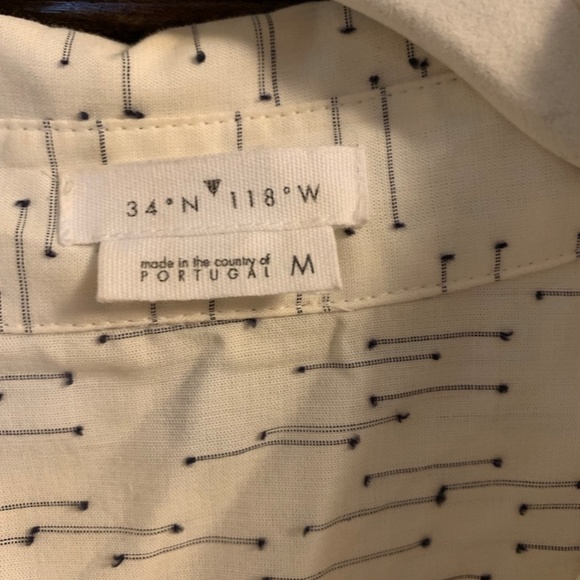 34°N 118°W
made in the country of
PORTUGAL M